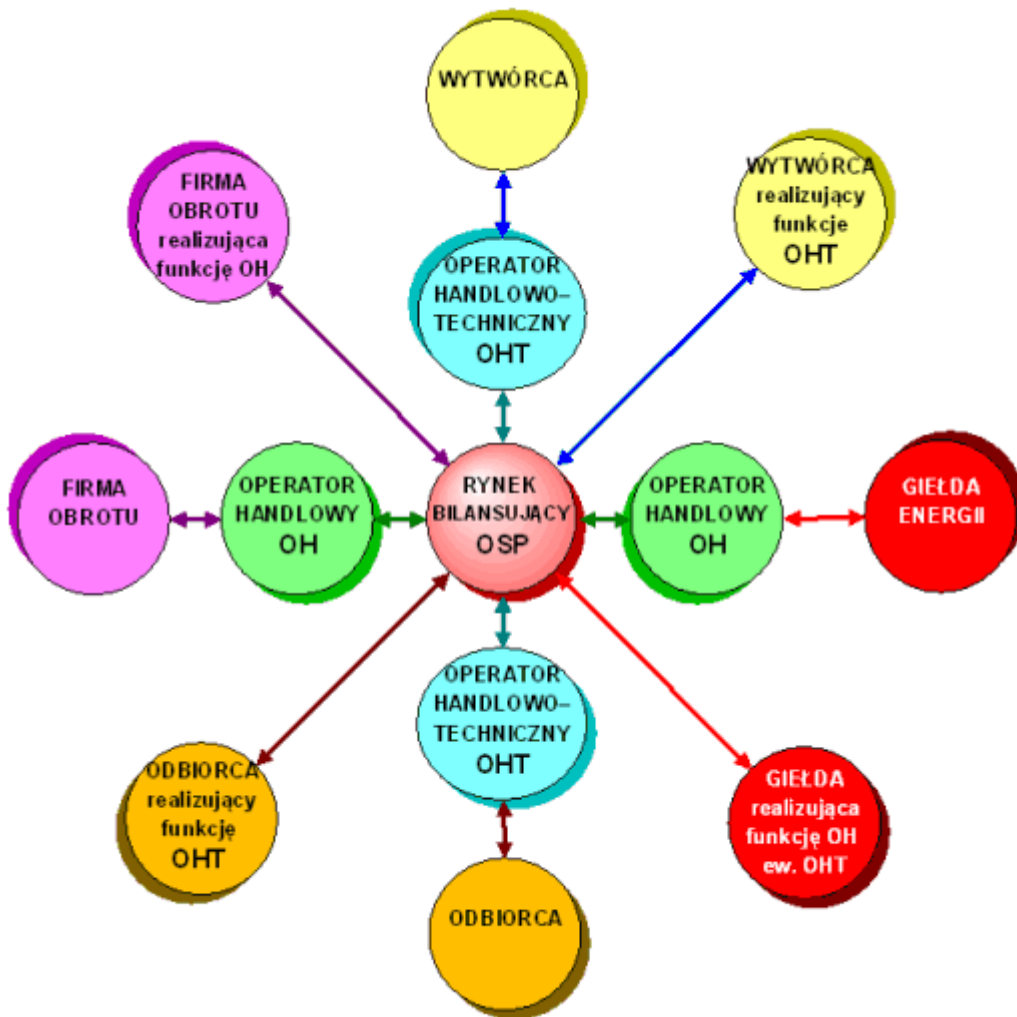 WYTWÓRCA
FIRMA
OBROTU
realizująca
funkcję OH
WYTWÓRCA
realizujący
funkcje
OHT
OPERATOR
HANDLOWO–
TECHNICZNY
OHT
FIRMA
OBROTU
OPERATOR
HANDLOWY
OH
RYNEK
BILANSUJĄCY
OSP
OPERATOR
HANDLOWY
OH
GIEŁDA
ENERGII
OPERATOR
HANDLOWO–
TECHNICZNY
OHT
ODBIORCA
realizujący
funkcję
OHT
GIEŁDA
realizująca
funkcję OH
ew. OHT
ODBIORCA